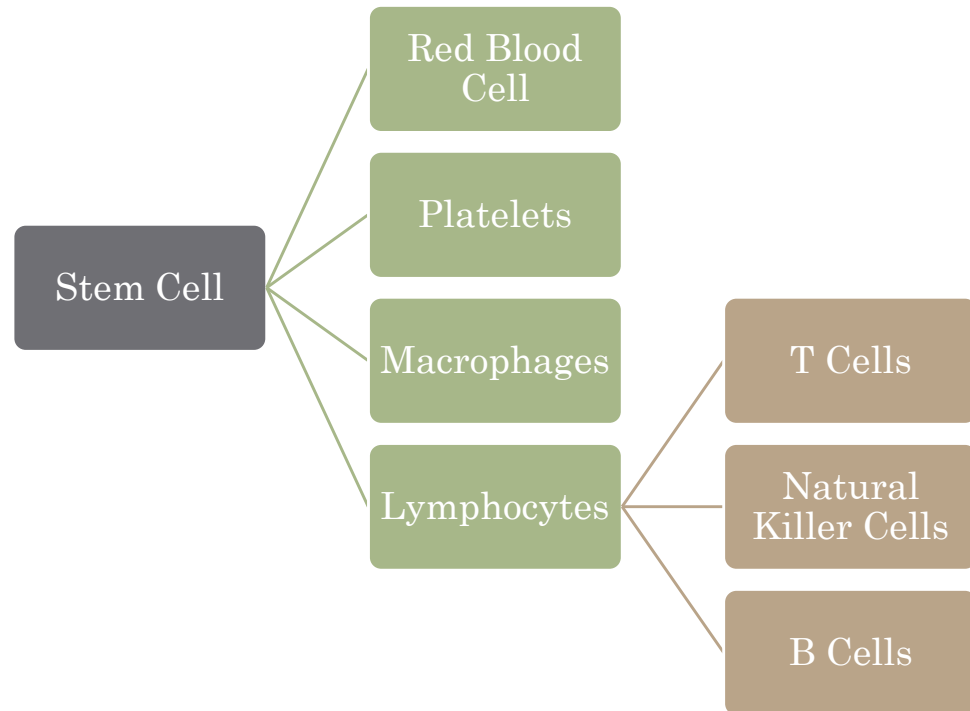 Red Blood
Cell
Platelets
Stem Cell
Macrophages
T Cells
Lymphocytes
Natural
Killer Cells
B Cells